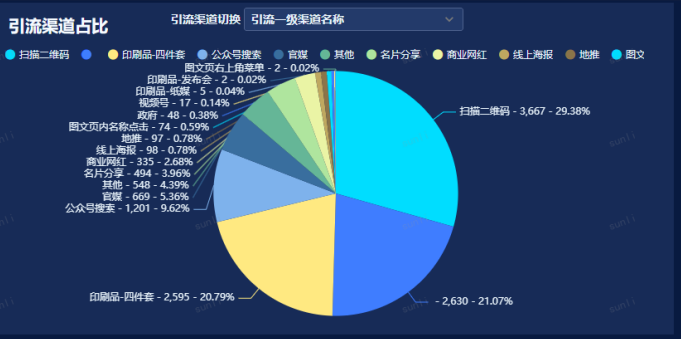 引流渠道占比
引流渠道切换 引流一级渠道名称
扫描二维码 印刷品-四件套 公众号搜索 官媒 其他 名片分享 商业网红 线上海报 地推 图文
图文页右上角菜单 - 2 - 0.02%
印刷品-发布会 - 2 - 0.02%
印刷品-纸媒 - 5 - 0.04%
视频号 - 17 - 0.14%
政府 - 48 - 0.38%
图文页内名称点击 - 74 - 0.59%
地推 - 97 - 0.78%
线上海报 - 98 - 0.78%
商业网红 - 335 - 2.68%
名片分享 - 494 - 3.96%
其他 - 548 - 4.39%
官媒 - 669 - 5.36%
公众号搜索 - 1,201 - 9.62%
扫描二维码 - 3,667 - 29.38%
印刷品-四件套 - 2,595 - 20.79%
- 2,630 - 21.07%
sunli
sunli
sunli
sunli